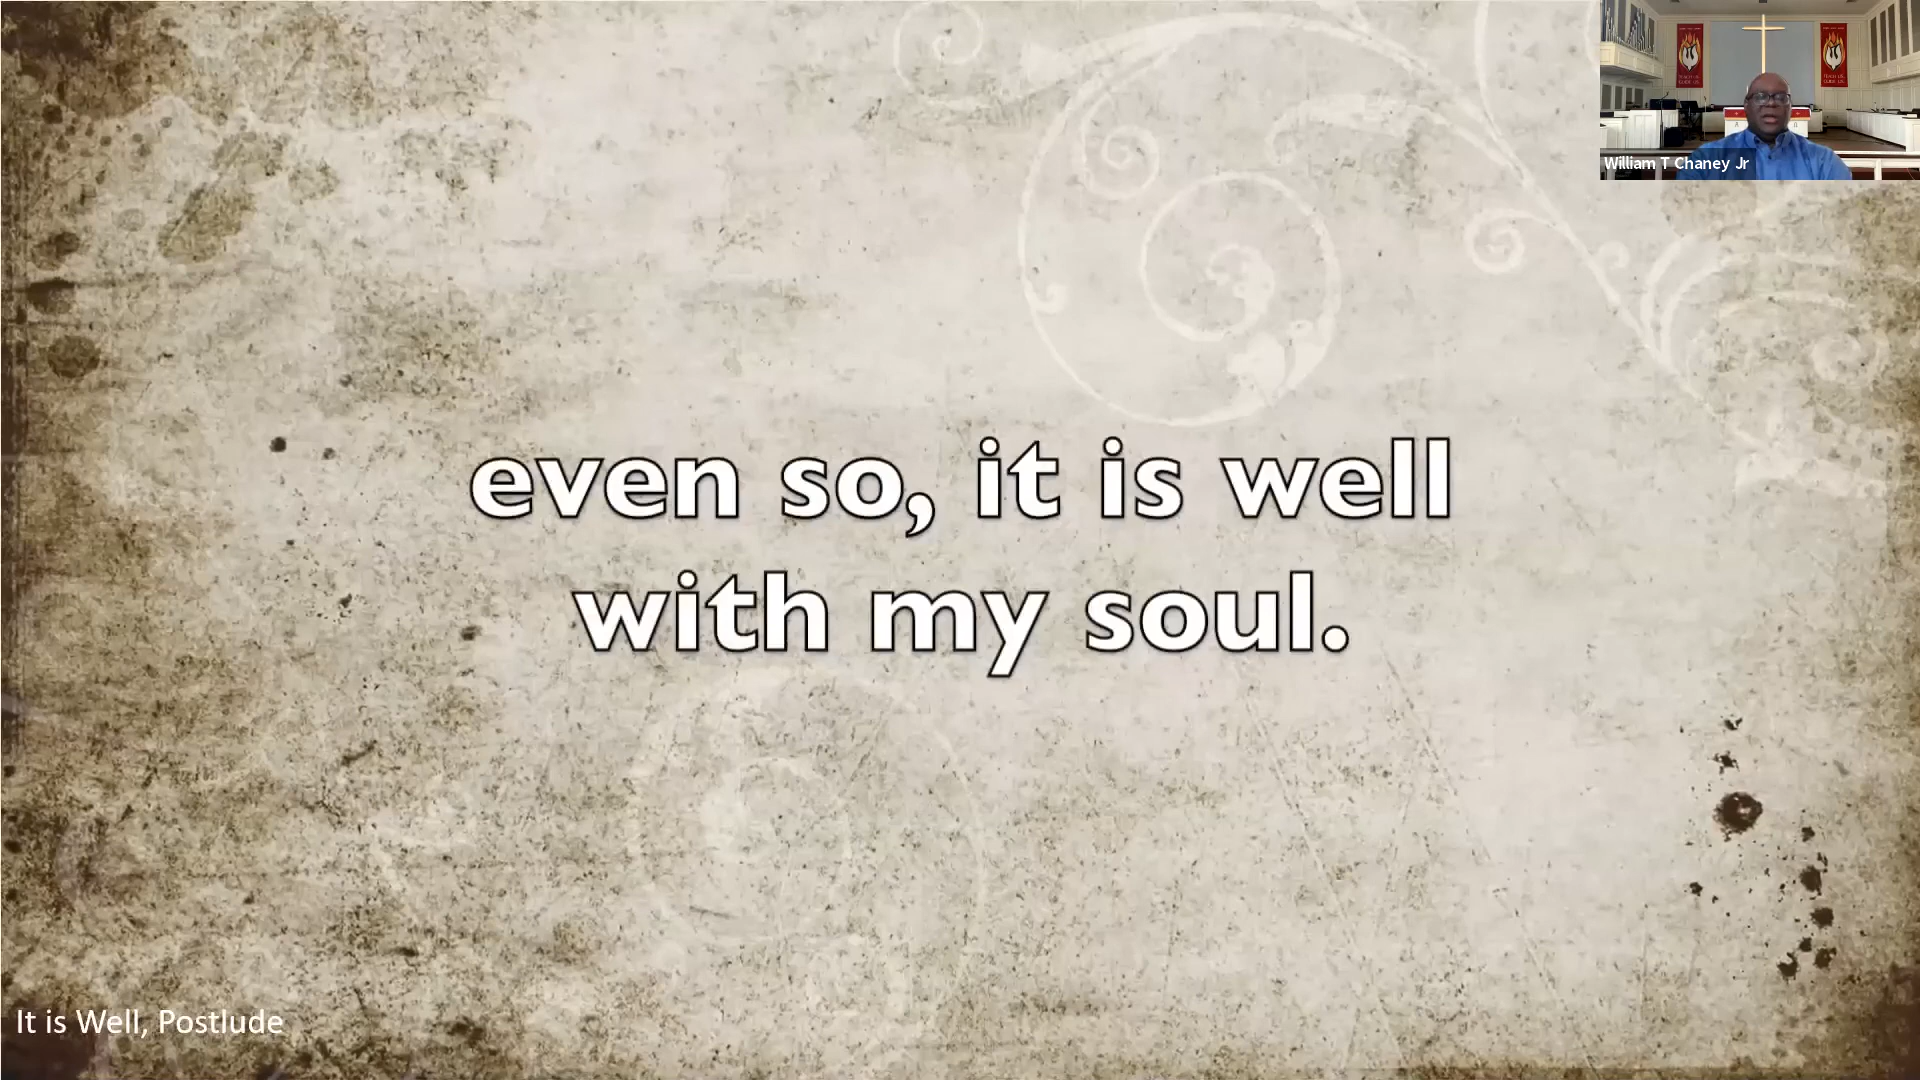 even so, it is well
with my soul.
William T Chaney Jr
It is Well, Postlude